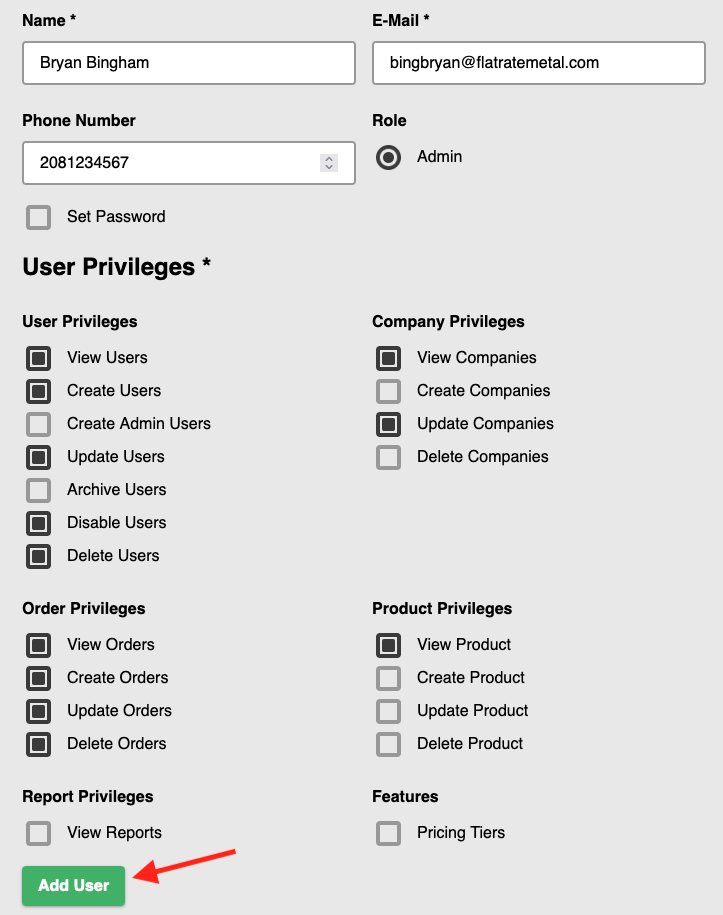 Name *
E-Mail *
Bryan Bingham
bingbryan@flatratemetal.com
Phone Number
Role
2081234567
Admin
Set Password
User Privileges *
User Privileges
Company Privileges
View Users
View Companies
Create Users
Create Companies
Create Admin Users
Update Companies
Update Users
Delete Companies
Archive Users
Disable Users
Delete Users
Order Privileges
Product Privileges
View Orders
View Product
Create Orders
Create Product
Update Orders
Update Product
Delete Orders
Delete Product
Report Privileges
Features
View Reports
Pricing Tiers
Add User